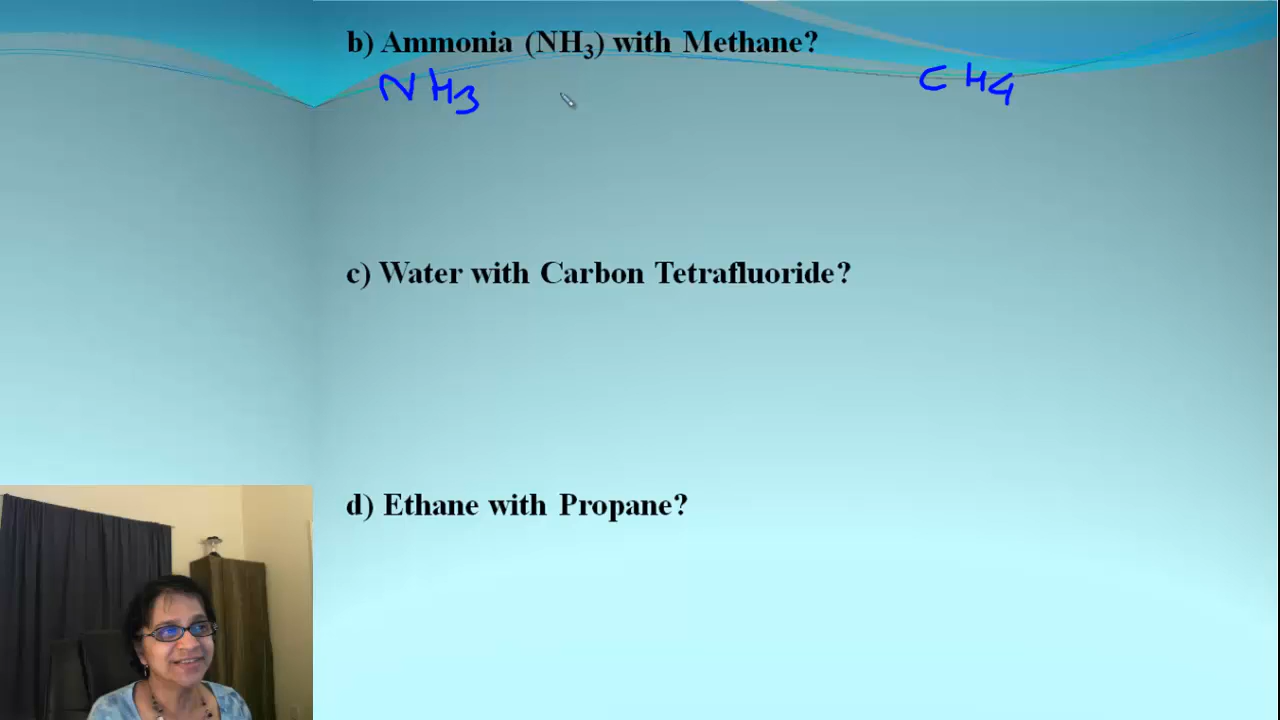 b) Ammonia (NH₃) with Methane?
NH3 CH4
c) Water with Carbon Tetrafluoride?
d) Ethane with Propane?